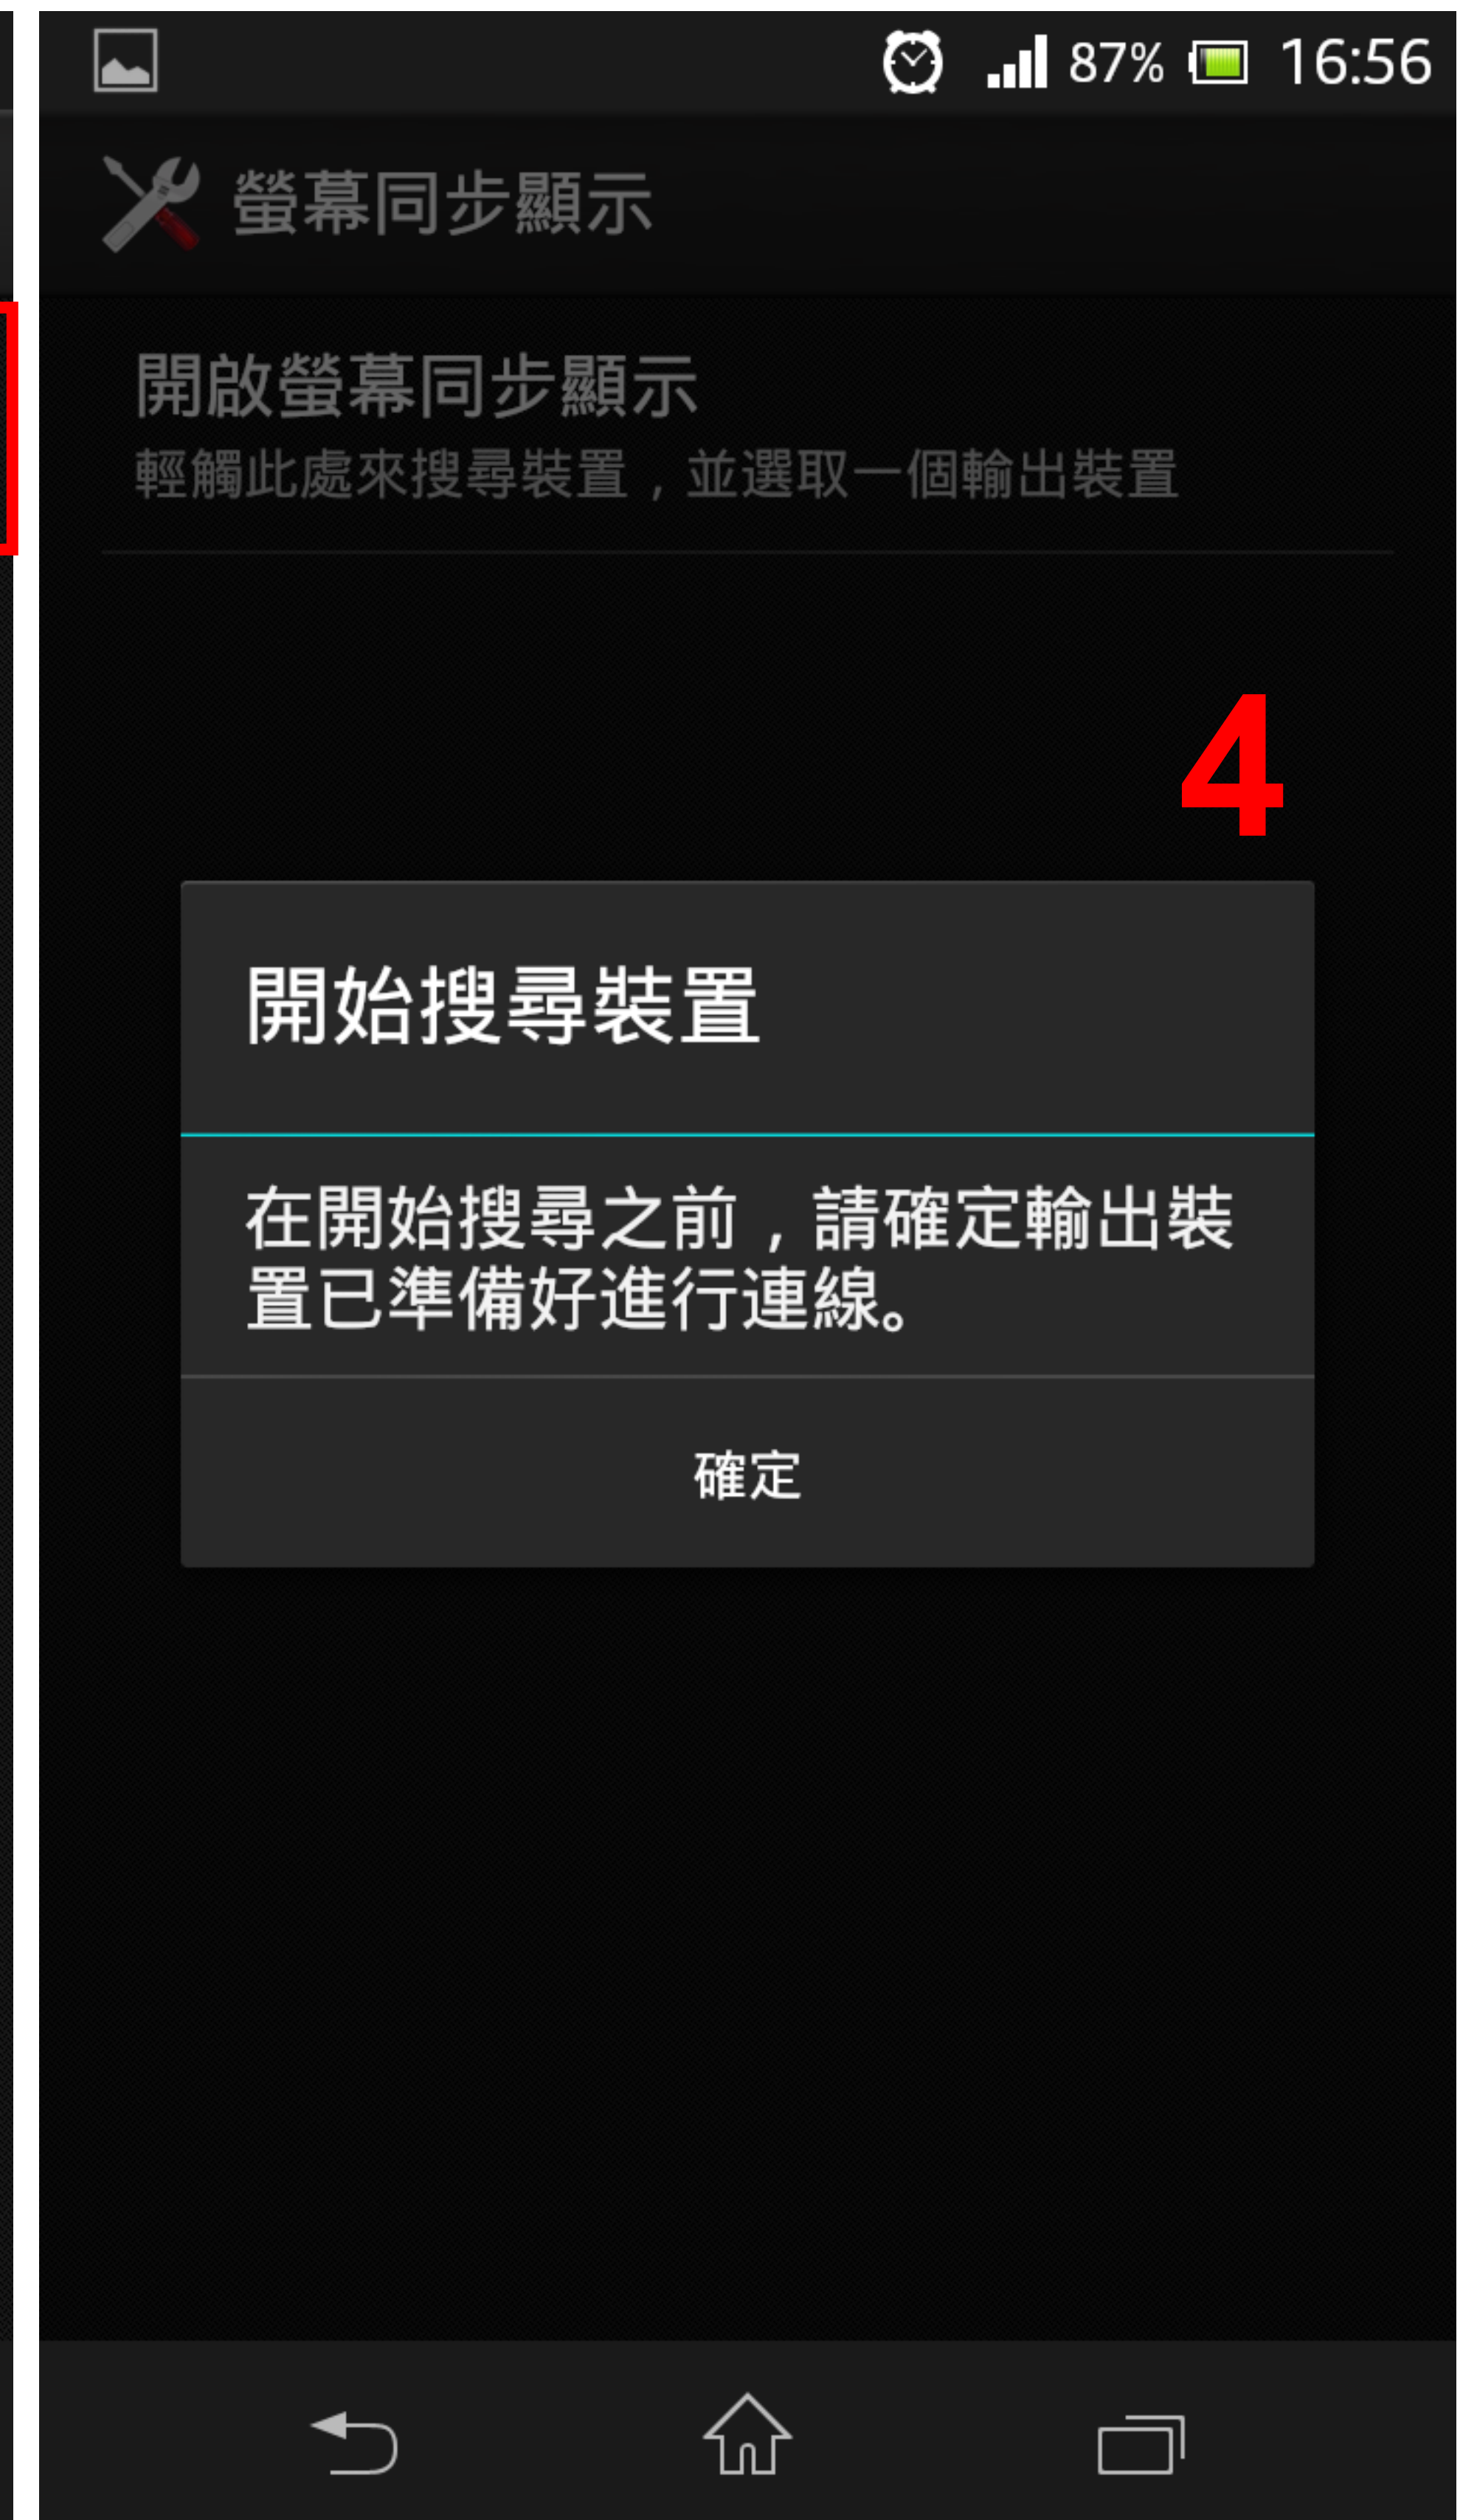 87% 16:56
螢幕同步顯示
開啟螢幕同步顯示
輕觸此處來搜尋裝置，並選取一個輸出裝置
4
開始搜尋裝置
在開始搜尋之前，請確定輸出裝
置已準備好進行連線。
確定